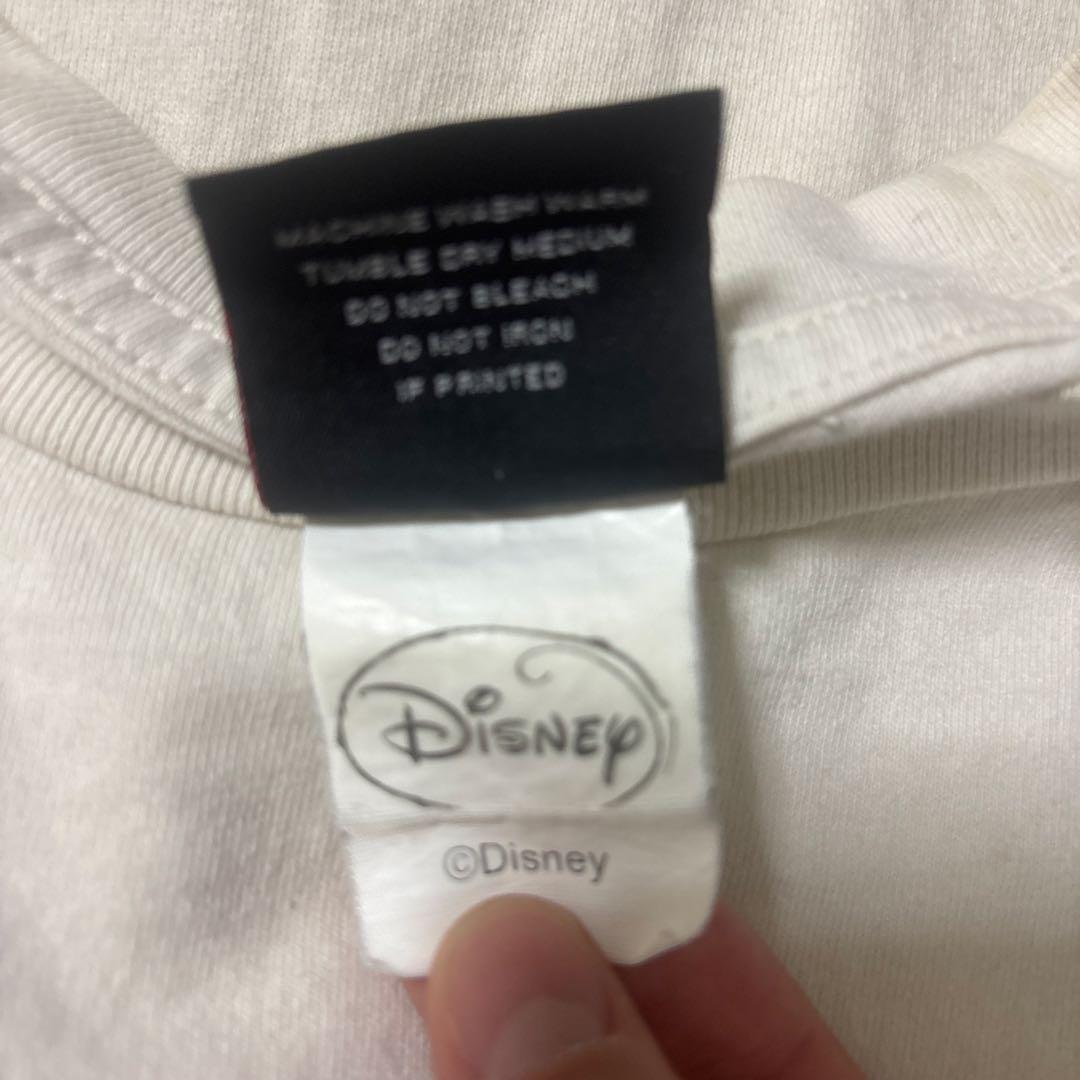 MACHINE WASH WARM
TUMBLE DRY MEDIUM
DO NOT BLEACH
DO NOT IRON
IF PRINTED
Disney
©Disney